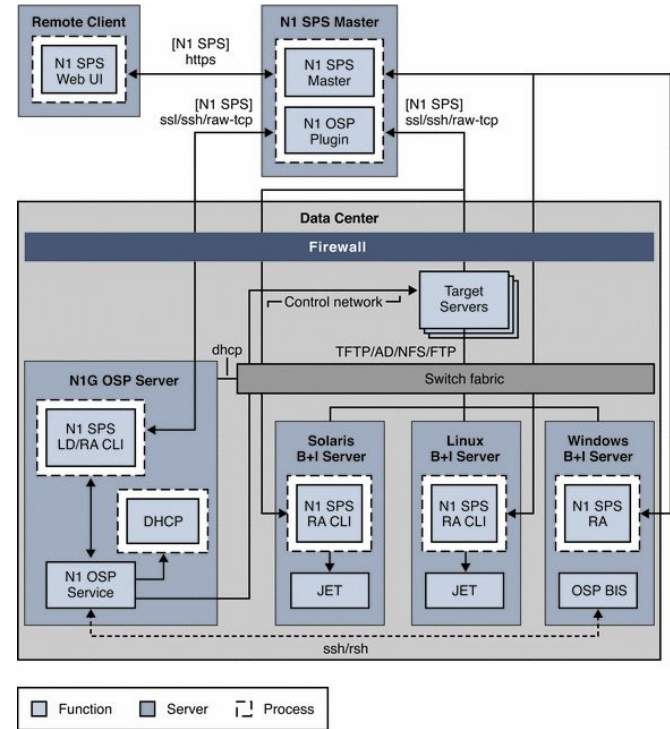 Remote Client
N1 SPS Master
N1 SPS
Web UI
[N1 SPS]
https
N1 SPS
Master
[N1 SPS]
ssl/ssh/raw-tcp
N1 OSP
Plugin
[N1 SPS]
ssl/ssh/raw-tcp
Data Center
Firewall
Control network
Target
Servers
dhcp
TFTP/AD/NFS/FTP
Switch fabric
N1G OSP Server
N1 SPS
LD/RA CLI
DHCP
N1 OSP
Service
Solaris
B+I Server
N1 SPS
RA CLI
JET
Linux
B+I Server
N1 SPS
RA CLI
JET
Windows
B+I Server
N1 SPS
RA
OSP BIS
ssh/rsh
Function
Server
Process